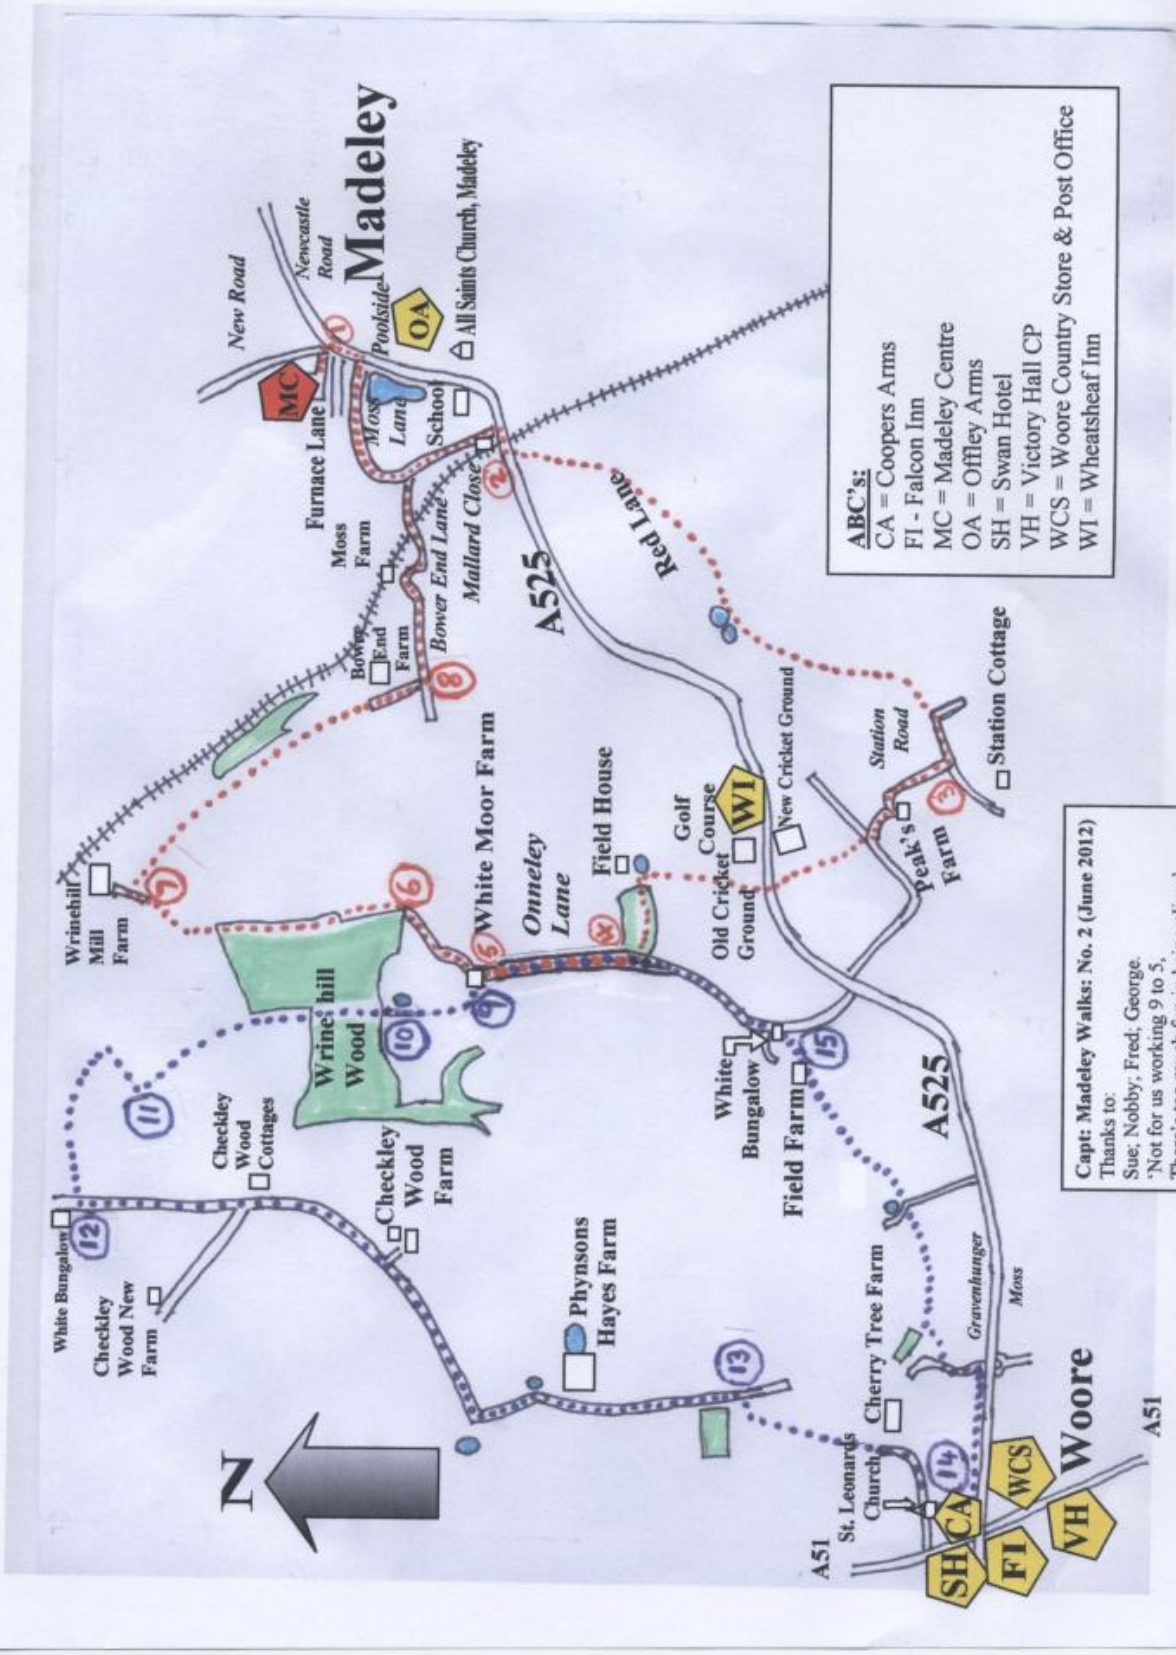 New Road
Newcastle
Road
Madeley
Poolside
MC
OA
All Saints Church, Madeley
Furnace Lane
Moss
Lane
School
1
2
Moss
Farm
Mallard Close
Bower End Lane
Bower
End
Farm
8
A525
Red Lane
Wrinehill
Mill
Farm
7
6
White Moor Farm
5
9
Onneley
Lane
4
Field House
Golf
Course
WI
Old Cricket
Ground
New Cricket Ground
Station
Road
Station Cottage
3
Peak's
Farm
Wrine hill
Wood
10
11
Checkley
Wood
Cottages
Checkley
Wood
Farm
White Bungalow
12
Checkley
Wood New
Farm
White
Bungalow
15
Field Farm
A525
Phynsons
Hayes Farm
13
Cherry Tree Farm
Gravenhunger
Moss
N
A51
St. Leonards
Church
14
SH
CA
WCS
FI
VH
Woore
A51
ABC's:
CA = Coopers Arms
FI - Falcon Inn
MC = Madeley Centre
OA = Offley Arms
SH = Swan Hotel
VH = Victory Hall CP
WCS = Woore Country Store & Post Office
WI = Wheatsheaf Inn
Capt: Madeley Walks: No. 2 (June 2012)
Thanks to:
Sue; Nobby; Fred; George.
'Not for us working 9 to 5,